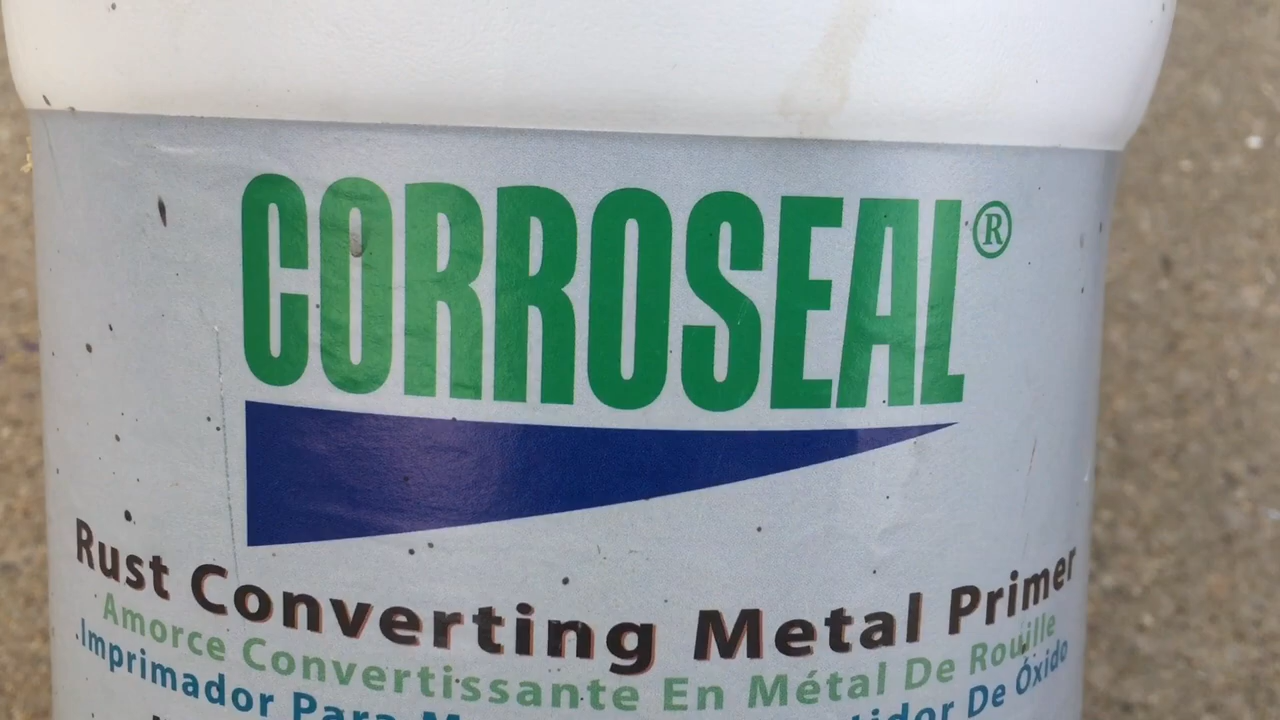 CORROSEAL®
Rust Converting Metal Primer
Amorce Convertissante En Métal De Rouille
Imprimador Para De Óxido